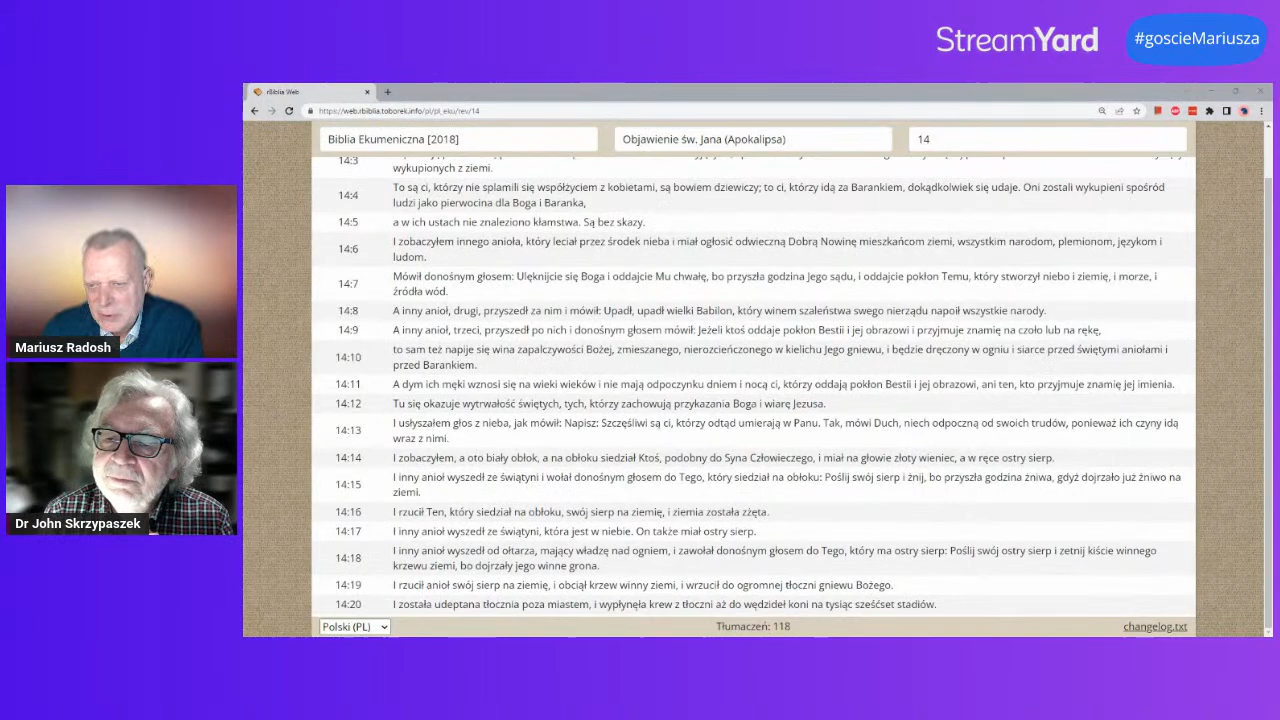 StreamYard
#goscieMariusza
rBiblia Web
https://web.rbiblia.toborek.info/pl/pl_eku/rev/14
Biblia Ekumeniczna [2018]
Objawienie św. Jana (Apokalipsa)
14
14:3
wykupionych z ziemi.
14:4
To są ci, którzy nie splamili się współżyciem z kobietami, są bowiem dziewiczy; to ci, którzy idą za Barankiem, dokądkolwiek się udaje. Oni zostali wykupieni spośród
ludzi jako pierwocina dla Boga i Baranka,
14:5
a w ich ustach nie znaleziono kłamstwa. Są bez skazy.
14:6
I zobaczyłem innego anioła, który leciał przez środek nieba i miał ogłosić odwieczną Dobrą Nowinę mieszkańcom ziemi, wszystkim narodom, plemionom, językom i
ludom.
14:7
Mówił donośnym głosem: Ulęknijcie się Boga i oddajcie Mu chwałę, bo przyszła godzina Jego sądu, i oddajcie pokłon Temu, który stworzył niebo i ziemię, i morze, i
źródła wód.
14:8
A inny anioł, drugi, przyszedł za nim i mówił: Upadł, upadł wielki Babilon, który winem szaleństwa swego nierządu napoił wszystkie narody.
14:9
A inny anioł, trzeci, przyszedł po nich i donośnym głosem mówił: Jeżeli ktoś oddaje pokłon Bestii i jej obrazowi i przyjmuje znamię na czoło lub na rękę,
14:10
to sam też napije się wina zapalczywości Bożej, zmieszanego, nierozcieńczonego w kielichu Jego gniewu, i będzie dręczony w ogniu i siarce przed świętymi aniołami i
przed Barankiem.
14:11
A dym ich męki wznosi się na wieki wieków i nie mają odpoczynku dniem i nocą ci, którzy oddają pokłon Bestii i jej obrazowi, ani ten, kto przyjmuje znamię jej imienia.
14:12
Tu się okazuje wytrwałość świętych, tych, którzy zachowują przykazania Boga i wiarę Jezusa.
14:13
I usłyszałem głos z nieba, jak mówił: Napisz: Szczęśliwi są ci, którzy odtąd umierają w Panu. Tak, mówi Duch, niech odpoczną od swoich trudów, ponieważ ich czyny idą
wraz z nimi.
14:14
I zobaczyłem, a oto biały obłok, a na obłoku siedział Ktoś, podobny do Syna Człowieczego, i miał na głowie złoty wieniec, a w ręce ostry sierp.
14:15
I inny anioł wyszedł ze świątyni i wołał donośnym głosem do Tego, który siedział na obłoku: Poślij swój sierp i żnij, bo przyszła godzina żniwa, gdyż dojrzało już żniwo na
ziemi.
14:16
I rzucił Ten, który siedział na obłoku, swój sierp na ziemię, i ziemia została zżęta.
14:17
I inny anioł wyszedł ze świątyni, która jest w niebie. On także miał ostry sierp.
14:18
I inny anioł wyszedł od ołtarza, mający władzę nad ogniem, i zawołał donośnym głosem do Tego, który ma ostry sierp: Poślij swój ostry sierp i zetnij kiście winnego
krzewu ziemi, bo dojrzały jego winne grona.
14:19
I rzucił anioł swój sierp na ziemię, i obciął krzew winny ziemi, i wrzucił do ogromnej tłoczni gniewu Bożego.
14:20
I została udeptana tłocznia poza miastem, i wypłynęła krew z tłoczni aż do wędzideł koni na tysiąc sześćset stadiów.
Polski (PL)
Tłumaczeń: 118
changelog.txt
Mariusz Radosh
Dr John Skrzypaszek